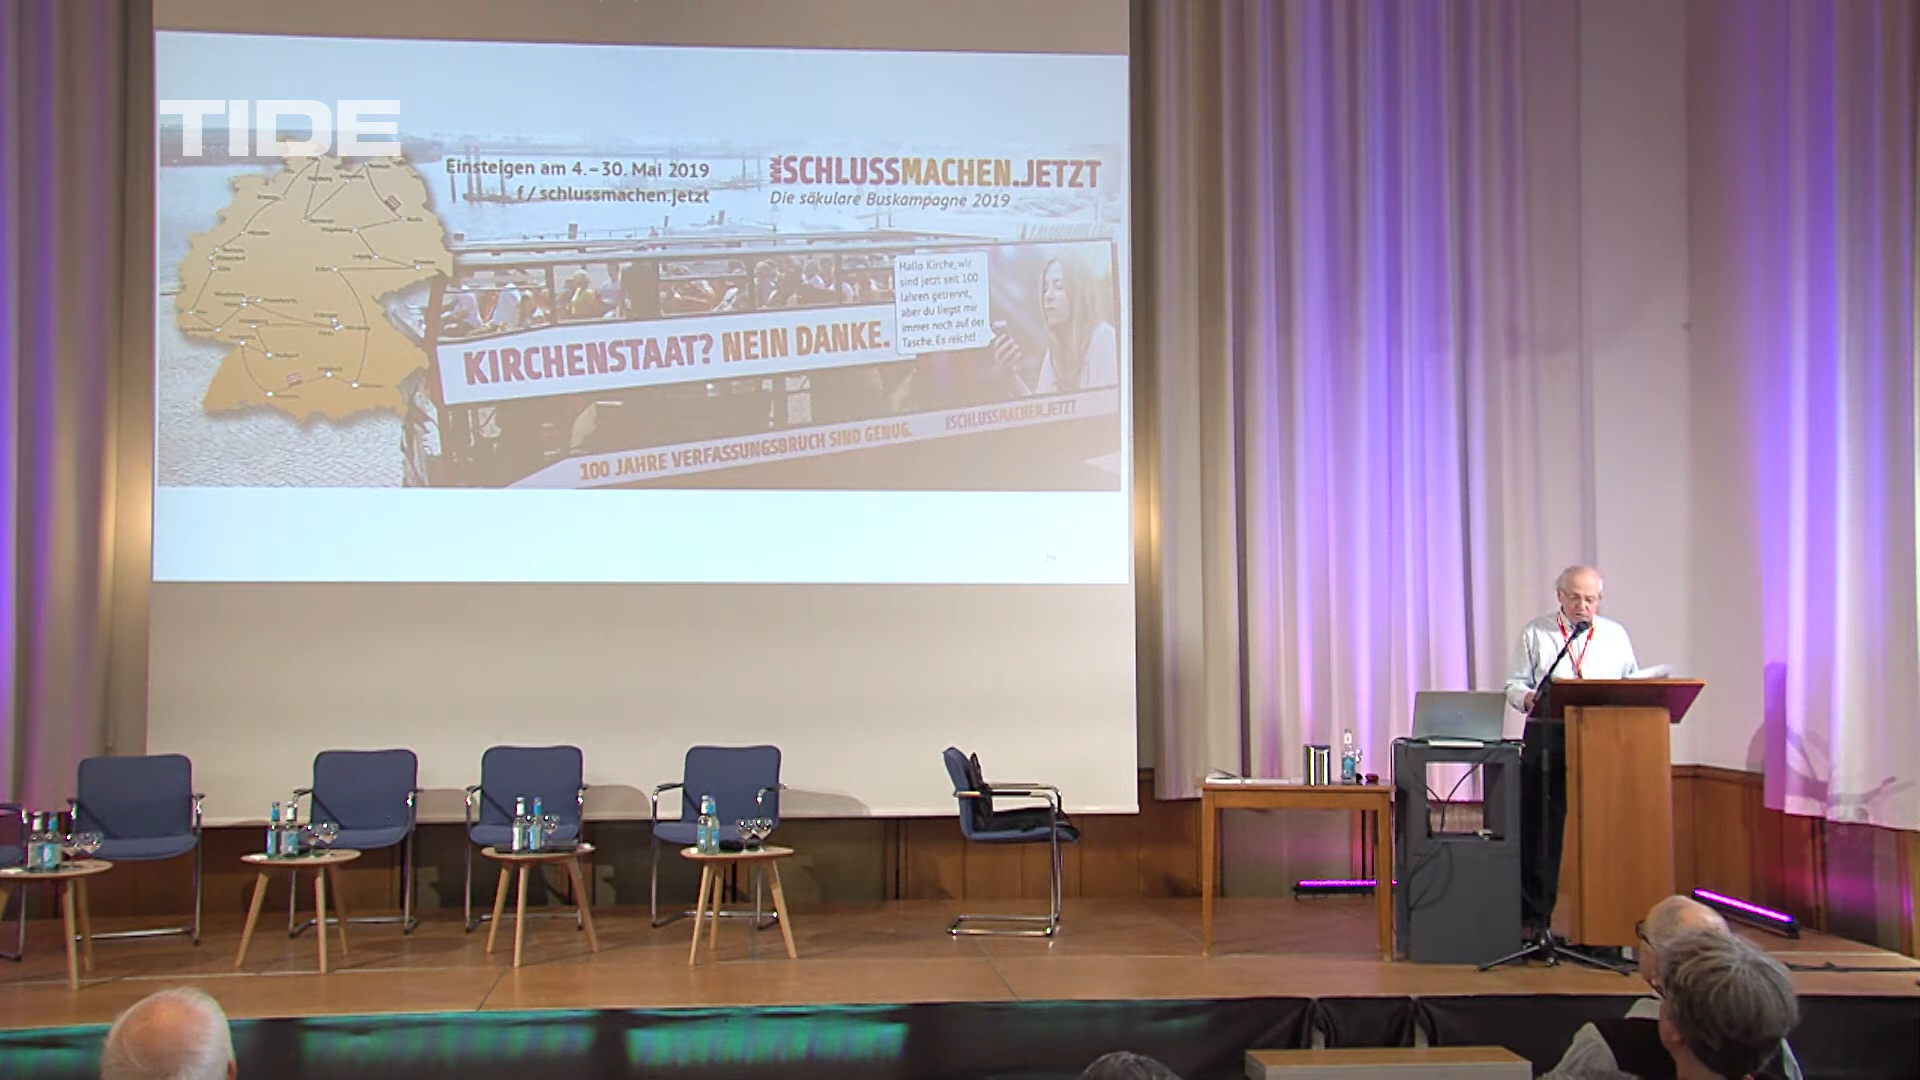 TIDE
Einsteigen am 4.–30. Mai 2019
f / schlussmachen.jetzt
SCHLUSSMACHEN.JETZT
Die säkulare Buskampagne 2019
Hallo Kirche, wir
sind jetzt seit 100
Jahren getrennt,
aber du liegst mir
immer noch auf der
Tasche. Es reicht!
KIRCHENSTAAT? NEIN DANKE.
100 JAHRE VERFASSUNGSBRUCH SIND GENUG.
SCHLUSSMACHEN.JETZT